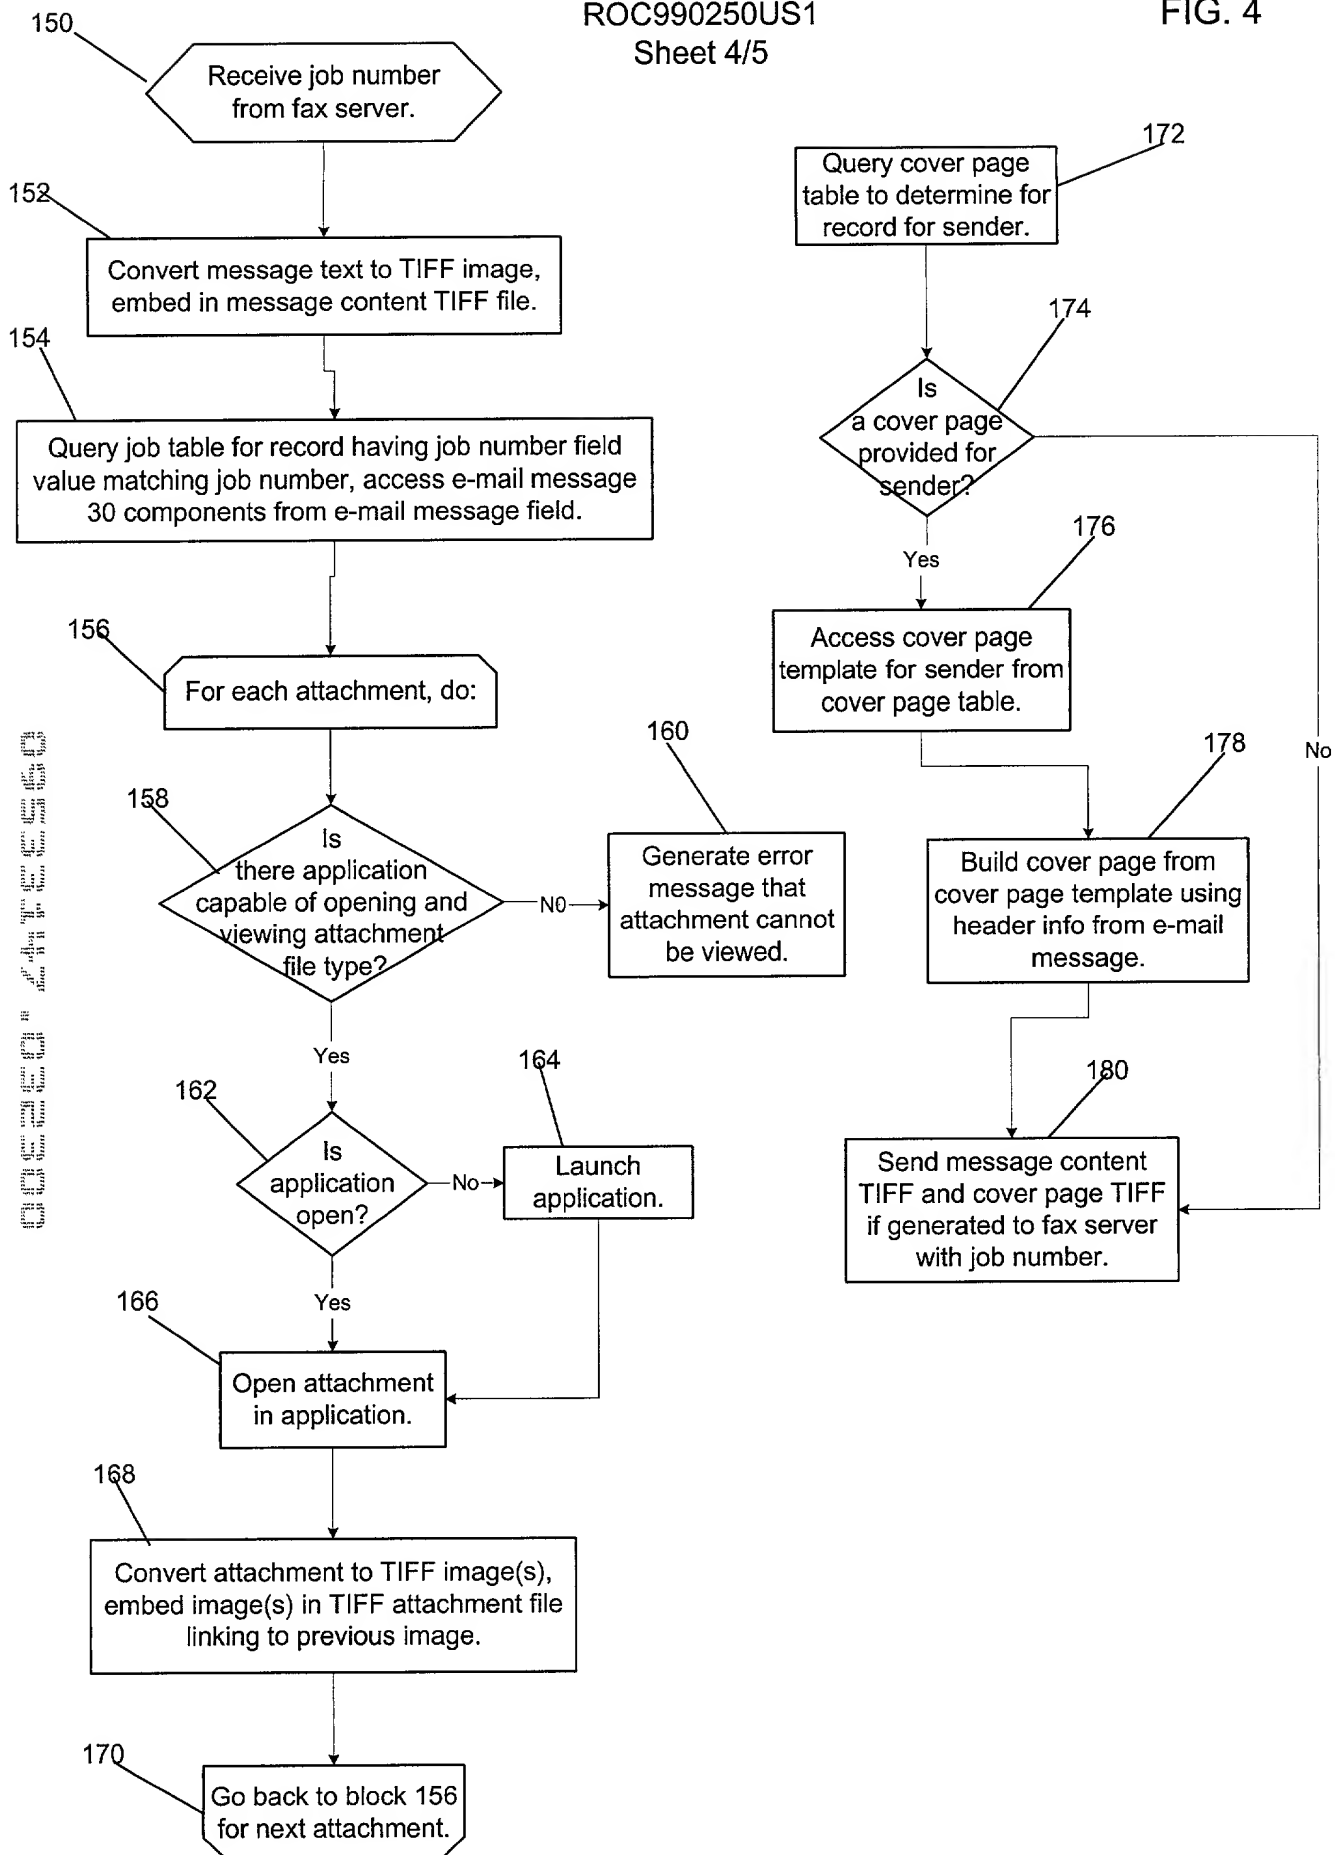 ROC990250US1
Sheet 4/5
FIG. 4
150
Receive job number
from fax server.
152
Convert message text to TIFF image,
embed in message content TIFF file.
154
Query job table for record having job number field
value matching job number, access e-mail message
30 components from e-mail message field.
156
For each attachment, do:
158
Is
there application
capable of opening and
viewing attachment
file type?
N0
160
Generate error
message that
attachment cannot
be viewed.
Yes
162
Is
application
open?
No
164
Launch
application.
Yes
166
Open attachment
in application.
168
Convert attachment to TIFF image(s),
embed image(s) in TIFF attachment file
linking to previous image.
170
Go back to block 156
for next attachment.
172
Query cover page
table to determine for
record for sender.
174
Is
a cover page
provided for
sender?
Yes
No
176
Access cover page
template for sender from
cover page table.
178
Build cover page from
cover page template using
header info from e-mail
message.
180
Send message content
TIFF and cover page TIFF
if generated to fax server
with job number.